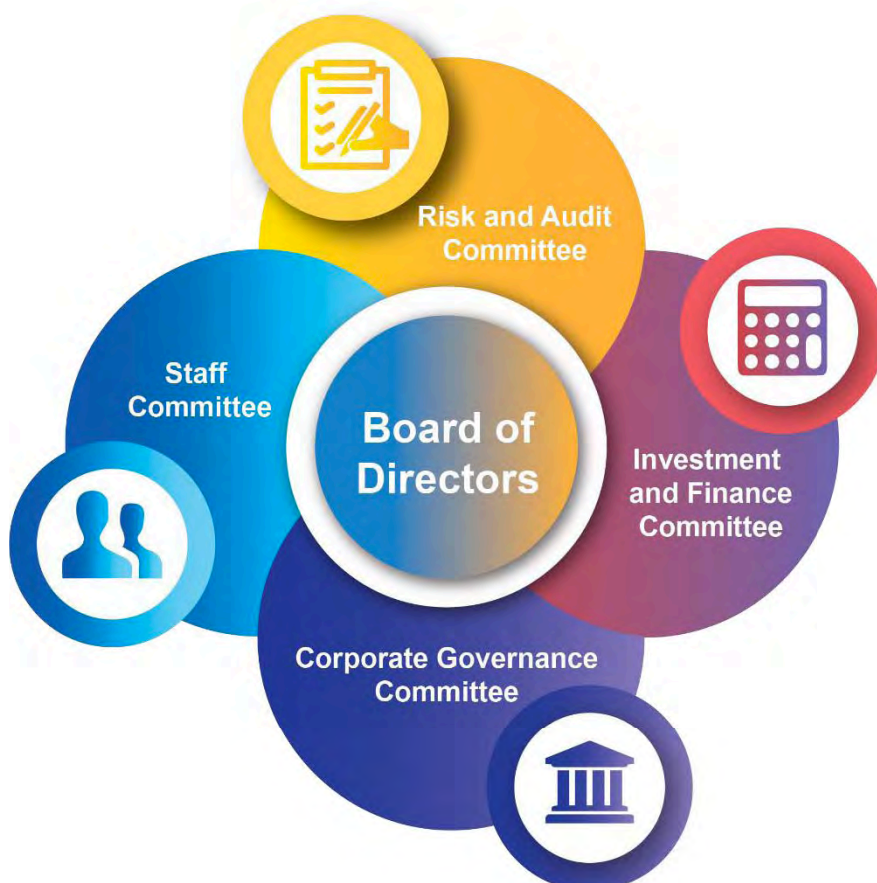 Risk and Audit
Committee
Staff
Committee
Board of
Directors
Investment
and Finance
Committee
Corporate Governance
Committee